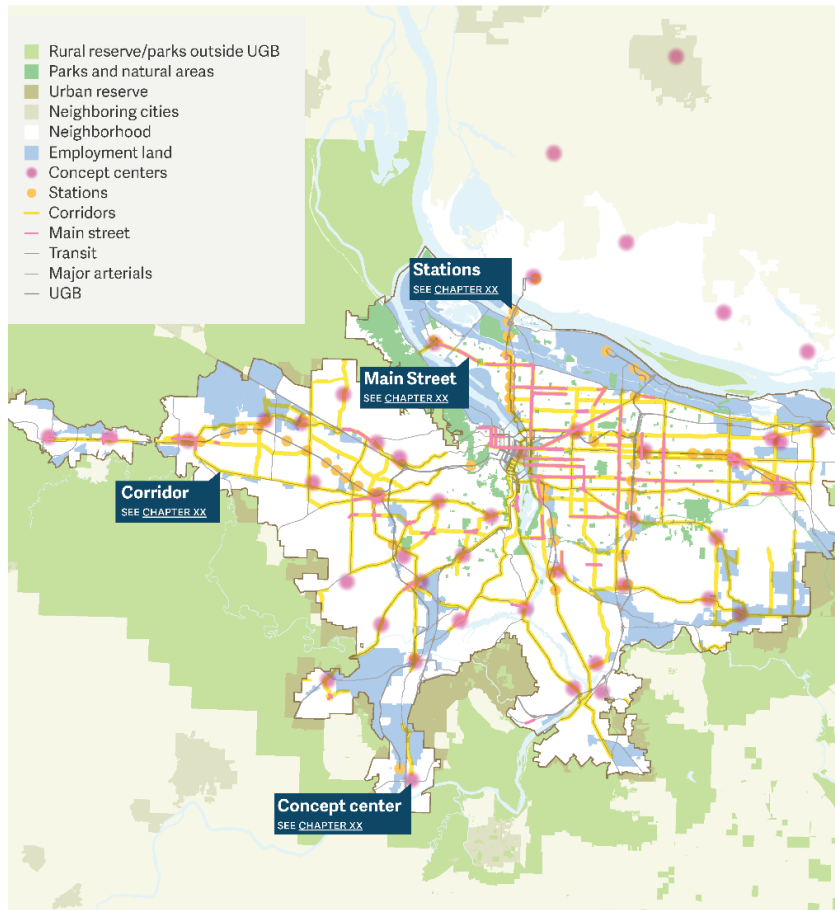 Rural reserve/parks outside UGB
Parks and natural areas
Urban reserve
Neighboring cities
Neighborhood
Employment land
Concept centers
Stations
Corridors
Main street
Transit
Major arterials
UGB
Stations
SEE CHAPTER XX
Main Street
SEE CHAPTER XX
Corridor
SEE CHAPTER XX
Concept center
SEE CHAPTER XX